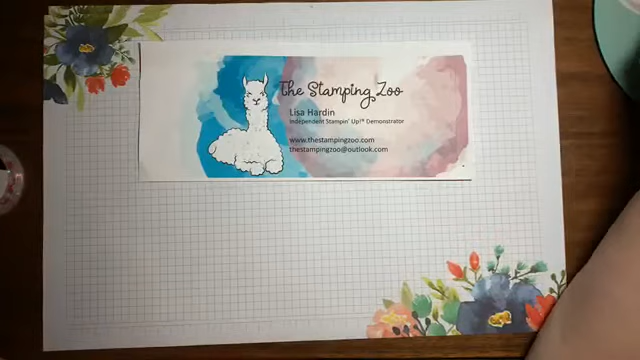 The Stamping Zoo
Lisa Hardin
Independent Stampin' Up!® Demonstrator
www.thestampingzoo.com
thestampingzoo@outlook.com